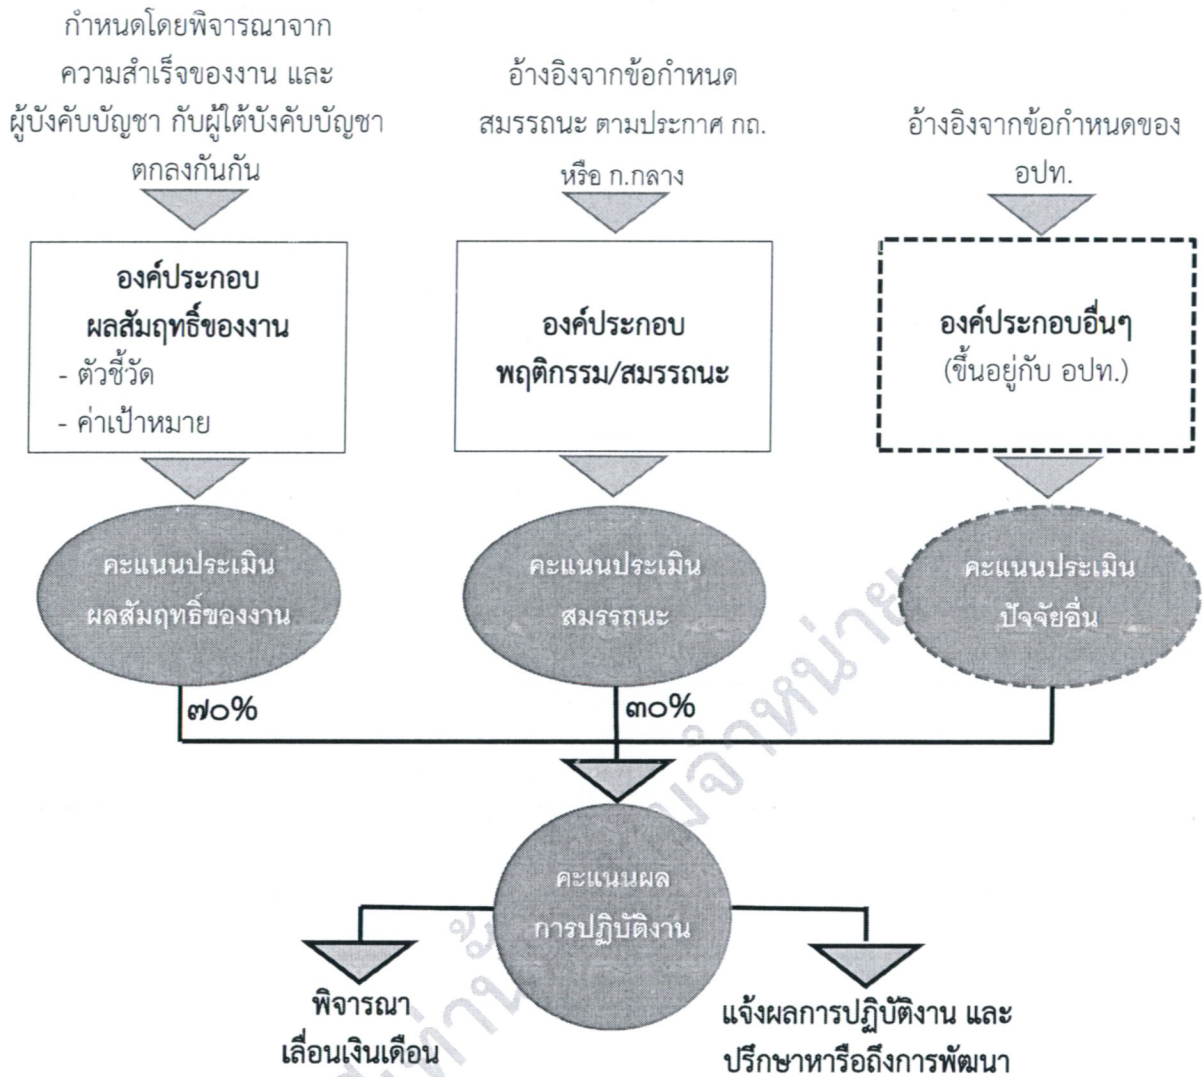 กำหนดโดยพิจารณาจาก
ความสำเร็จของงาน และ
ผู้บังคับบัญชา กับผู้ใต้บังคับบัญชา
ตกลงกันกัน
อ้างอิงจากข้อกำหนด
สมรรถนะ ตามประกาศ กถ.
หรือ ก.กลาง
อ้างอิงจากข้อกำหนดของ
อปท.
องค์ประกอบ
ผลสัมฤทธิ์ของงาน
- ตัวชี้วัด
- ค่าเป้าหมาย
องค์ประกอบ
พฤติกรรม/สมรรถนะ
องค์ประกอบอื่นๆ
(ขึ้นอยู่กับ อปท.)
คะแนนประเมิน
ผลสัมฤทธิ์ของงาน
คะแนนประเมิน
สมรรถนะ
คะแนนประเมิน
ปัจจัยอื่น
๗๐%
๓๐%
คะแนนผล
การปฏิบัติงาน
พิจารณา
เลื่อนเงินเดือน
แจ้งผลการปฏิบัติงาน และ
ปรึกษาหารือถึงการพัฒนา